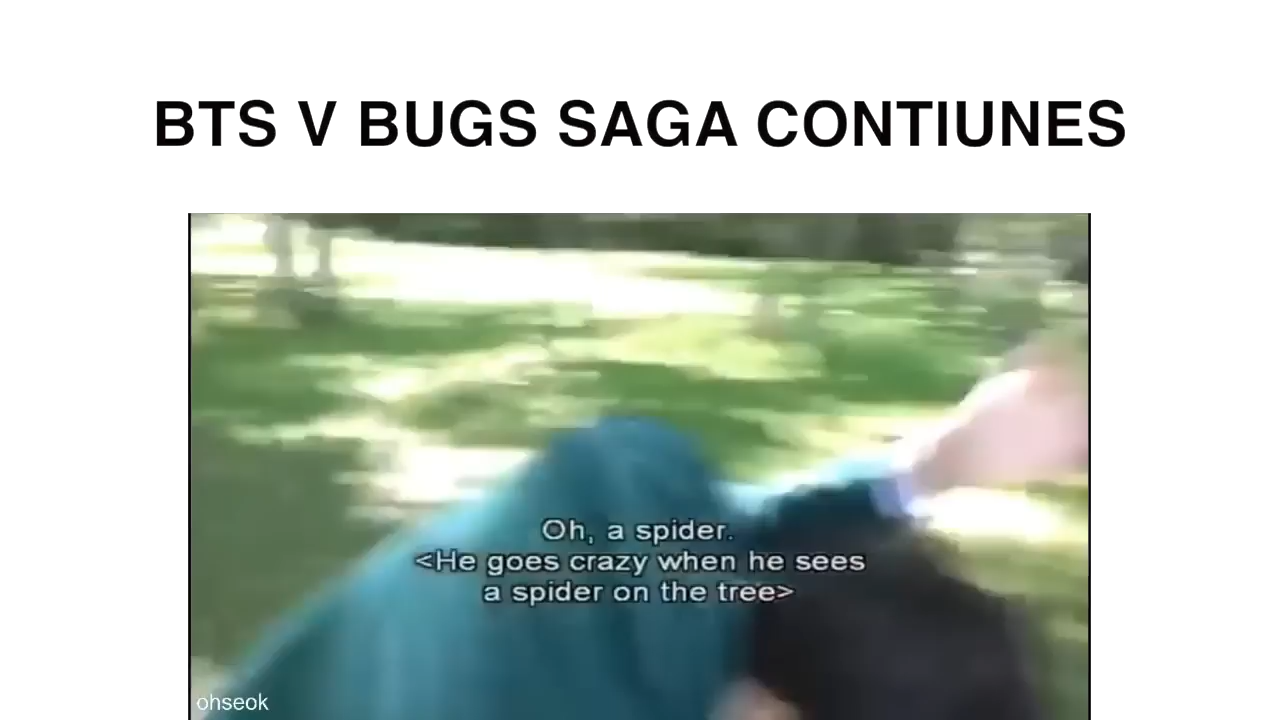 BTS V BUGS SAGA CONTIUNES
Oh, a spider.
<He goes crazy when he sees
a spider on the tree>
ohseok